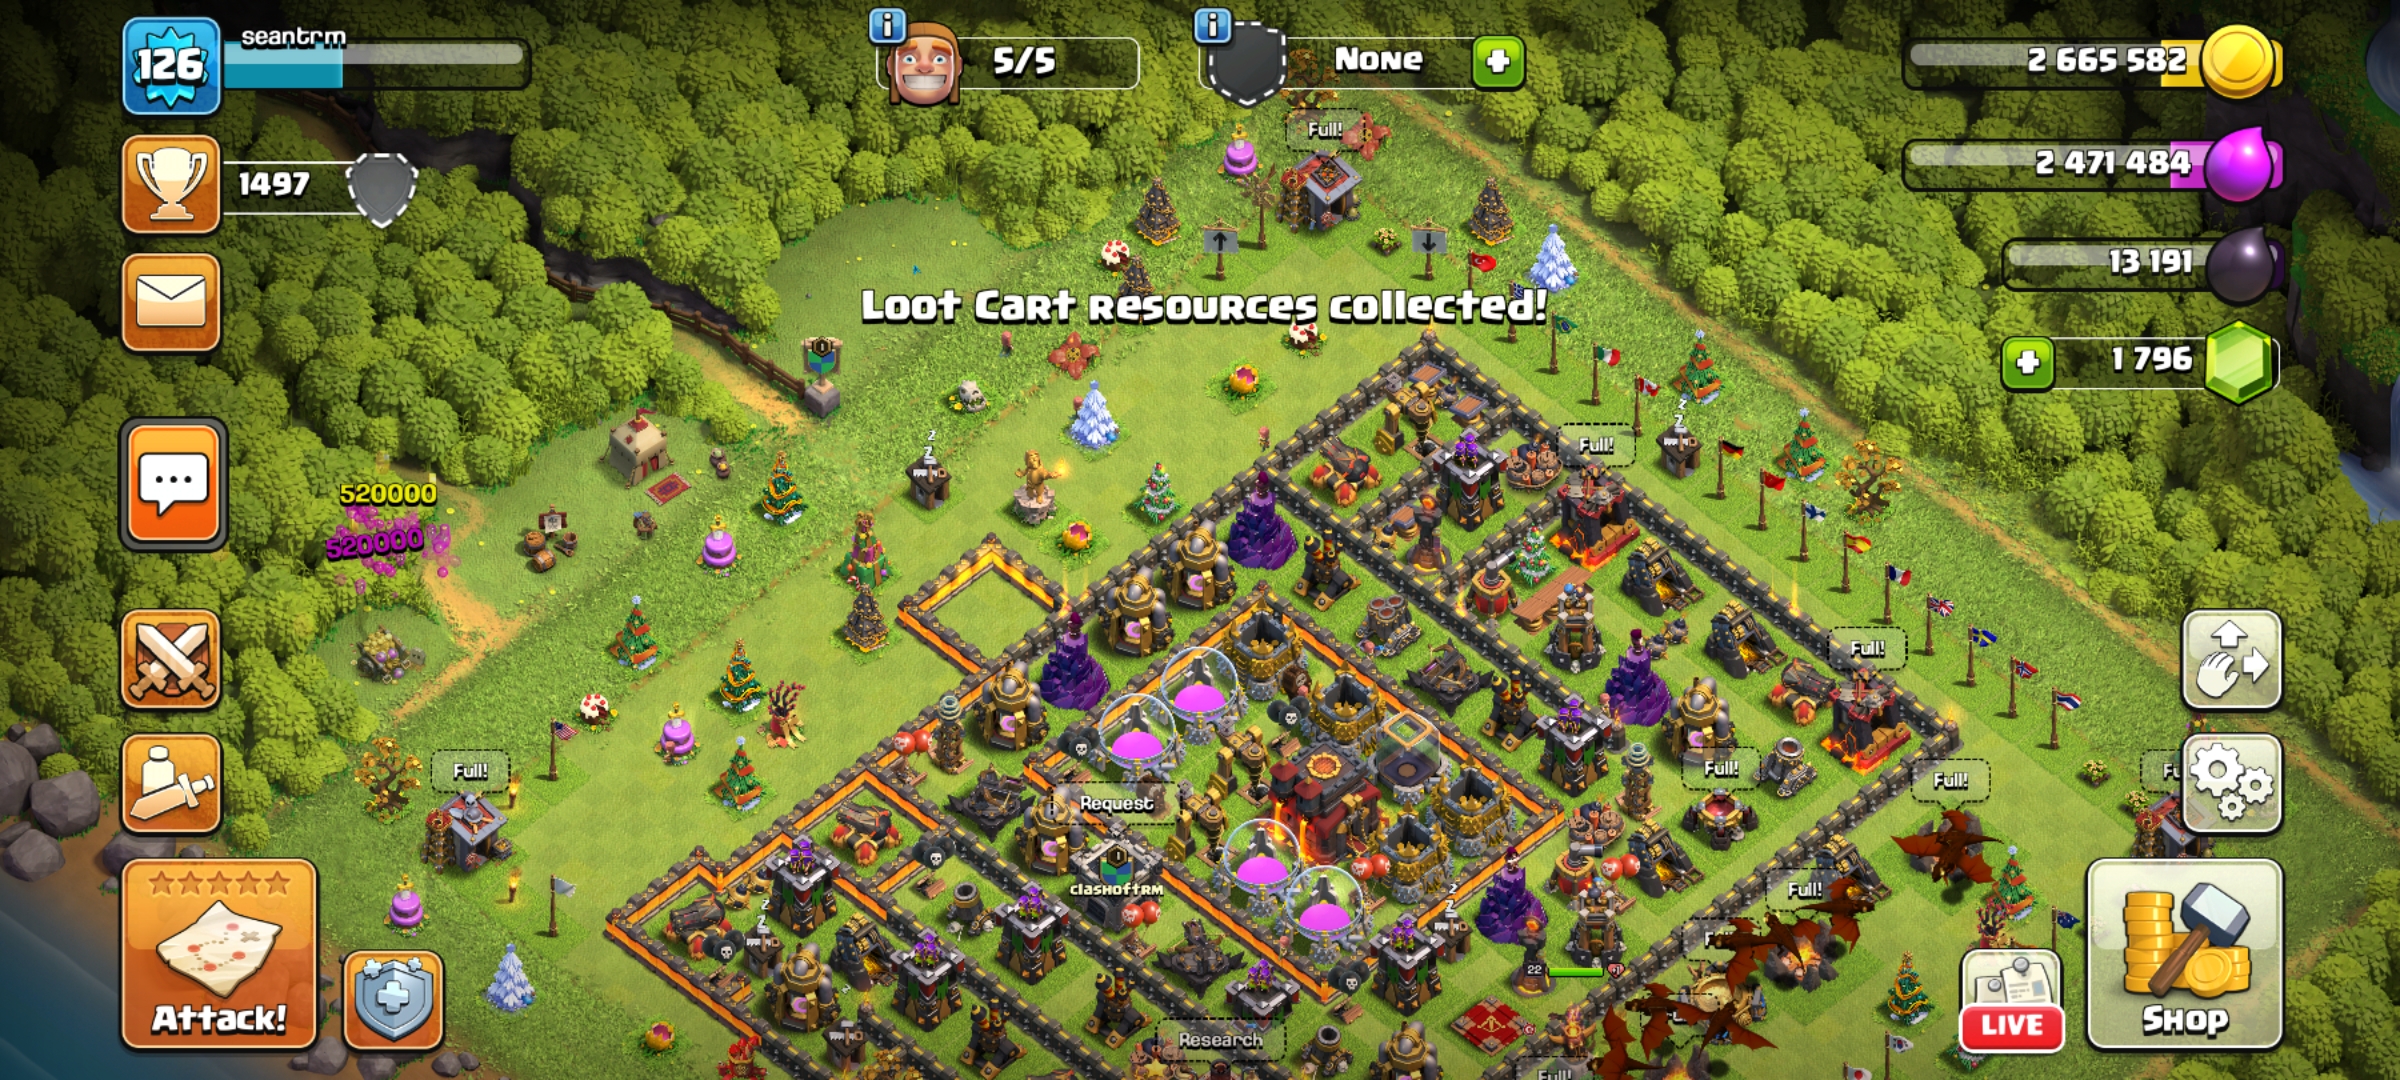 126
seantrm
5/5
None
2 665 582
1497
2 471 484
13 191
1 796
Full!
Loot Cart resources collected!
Full!
520000
520000
Full!
Full!
Full!
Full!
Request
clashoftrm
Full!
22
Research
Full!
Attack!
LIVE
Shop